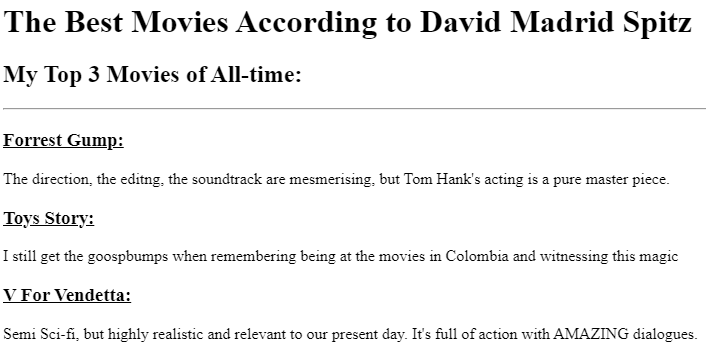 The Best Movies According to David Madrid Spitz
My Top 3 Movies of All-time:
Forrest Gump:
The direction, the editng, the soundtrack are mesmerising, but Tom Hank's acting is a pure master piece.
Toys Story:
I still get the goospbumps when remembering being at the movies in Colombia and witnessing this magic
V For Vendetta:
Semi Sci-fi, but highly realistic and relevant to our present day. It's full of action with AMAZING dialogues.